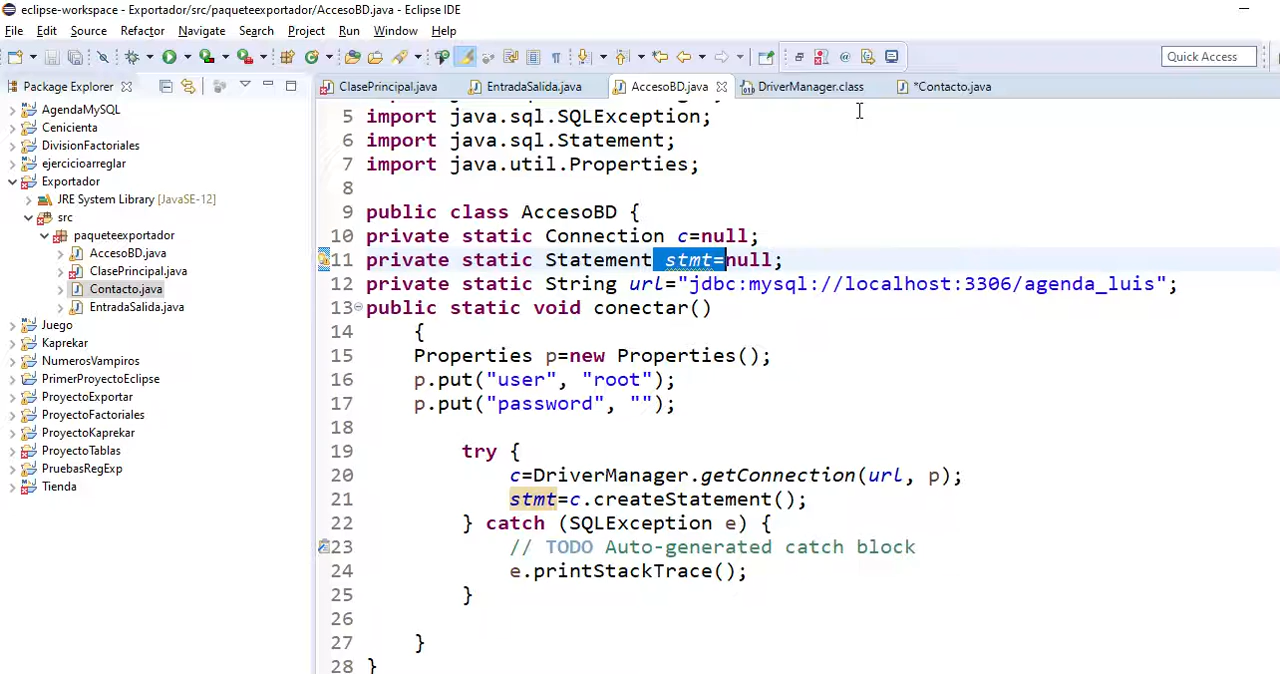 eclipse-workspace - Exportador/src/paqueteexportador/AccesoBD.java - Eclipse IDE
File Edit Source Refactor Navigate Search Project Run Window Help
Quick Access
Package Explorer
ClasePrincipal.java EntradaSalida.java AccesoBD.java DriverManager.class *Contacto.java
AgendaMySQL
Cenicienta
DivisionFactoriales
ejercicioarreglar
Exportador
JRE System Library [JavaSE-12]
src
paqueteexportador
AccesoBD.java
ClasePrincipal.java
Contacto.java
EntradaSalida.java
Juego
Kaprekar
NumerosVampiros
PrimerProyectoEclipse
ProyectoExportar
ProyectoFactoriales
ProyectoKaprekar
ProyectoTablas
PruebasRegExp
Tienda
5 import java.sql.SQLException;
6 import java.sql.Statement;
7 import java.util.Properties;
8
9 public class AccesoBD {
10 private static Connection c=null;
11 private static Statement stmt=null;
12 private static String url="jdbc:mysql://localhost:3306/agenda_luis";
13 public static void conectar()
14 {
15 Properties p=new Properties();
16 p.put("user", "root");
17 p.put("password", "");
18
19 try {
20 c=DriverManager.getConnection(url, p);
21 stmt=c.createStatement();
22 } catch (SQLException e) {
23 // TODO Auto-generated catch block
24 e.printStackTrace();
25 }
26
27 }
28 }